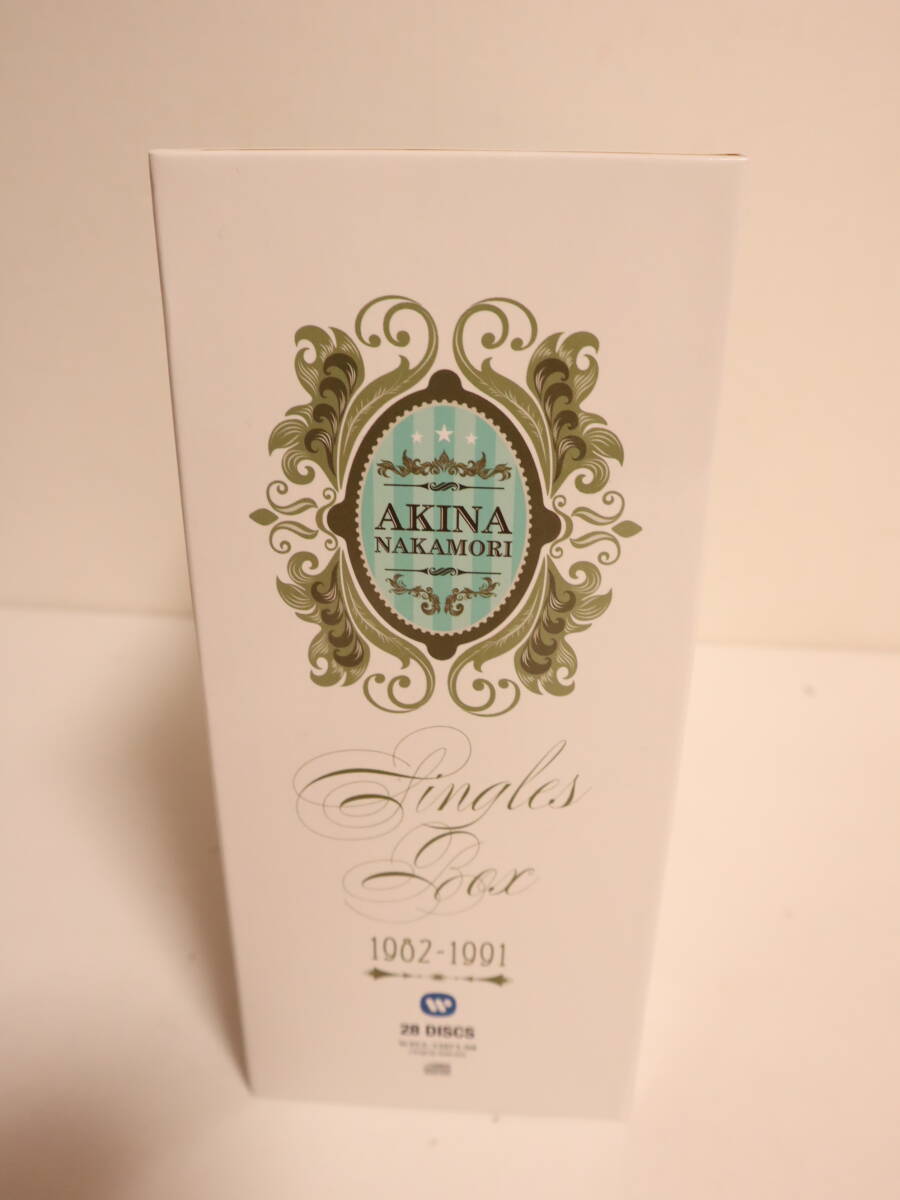 AKINA
NAKAMORI
Singles
Box
1982-1991
28 DISCS